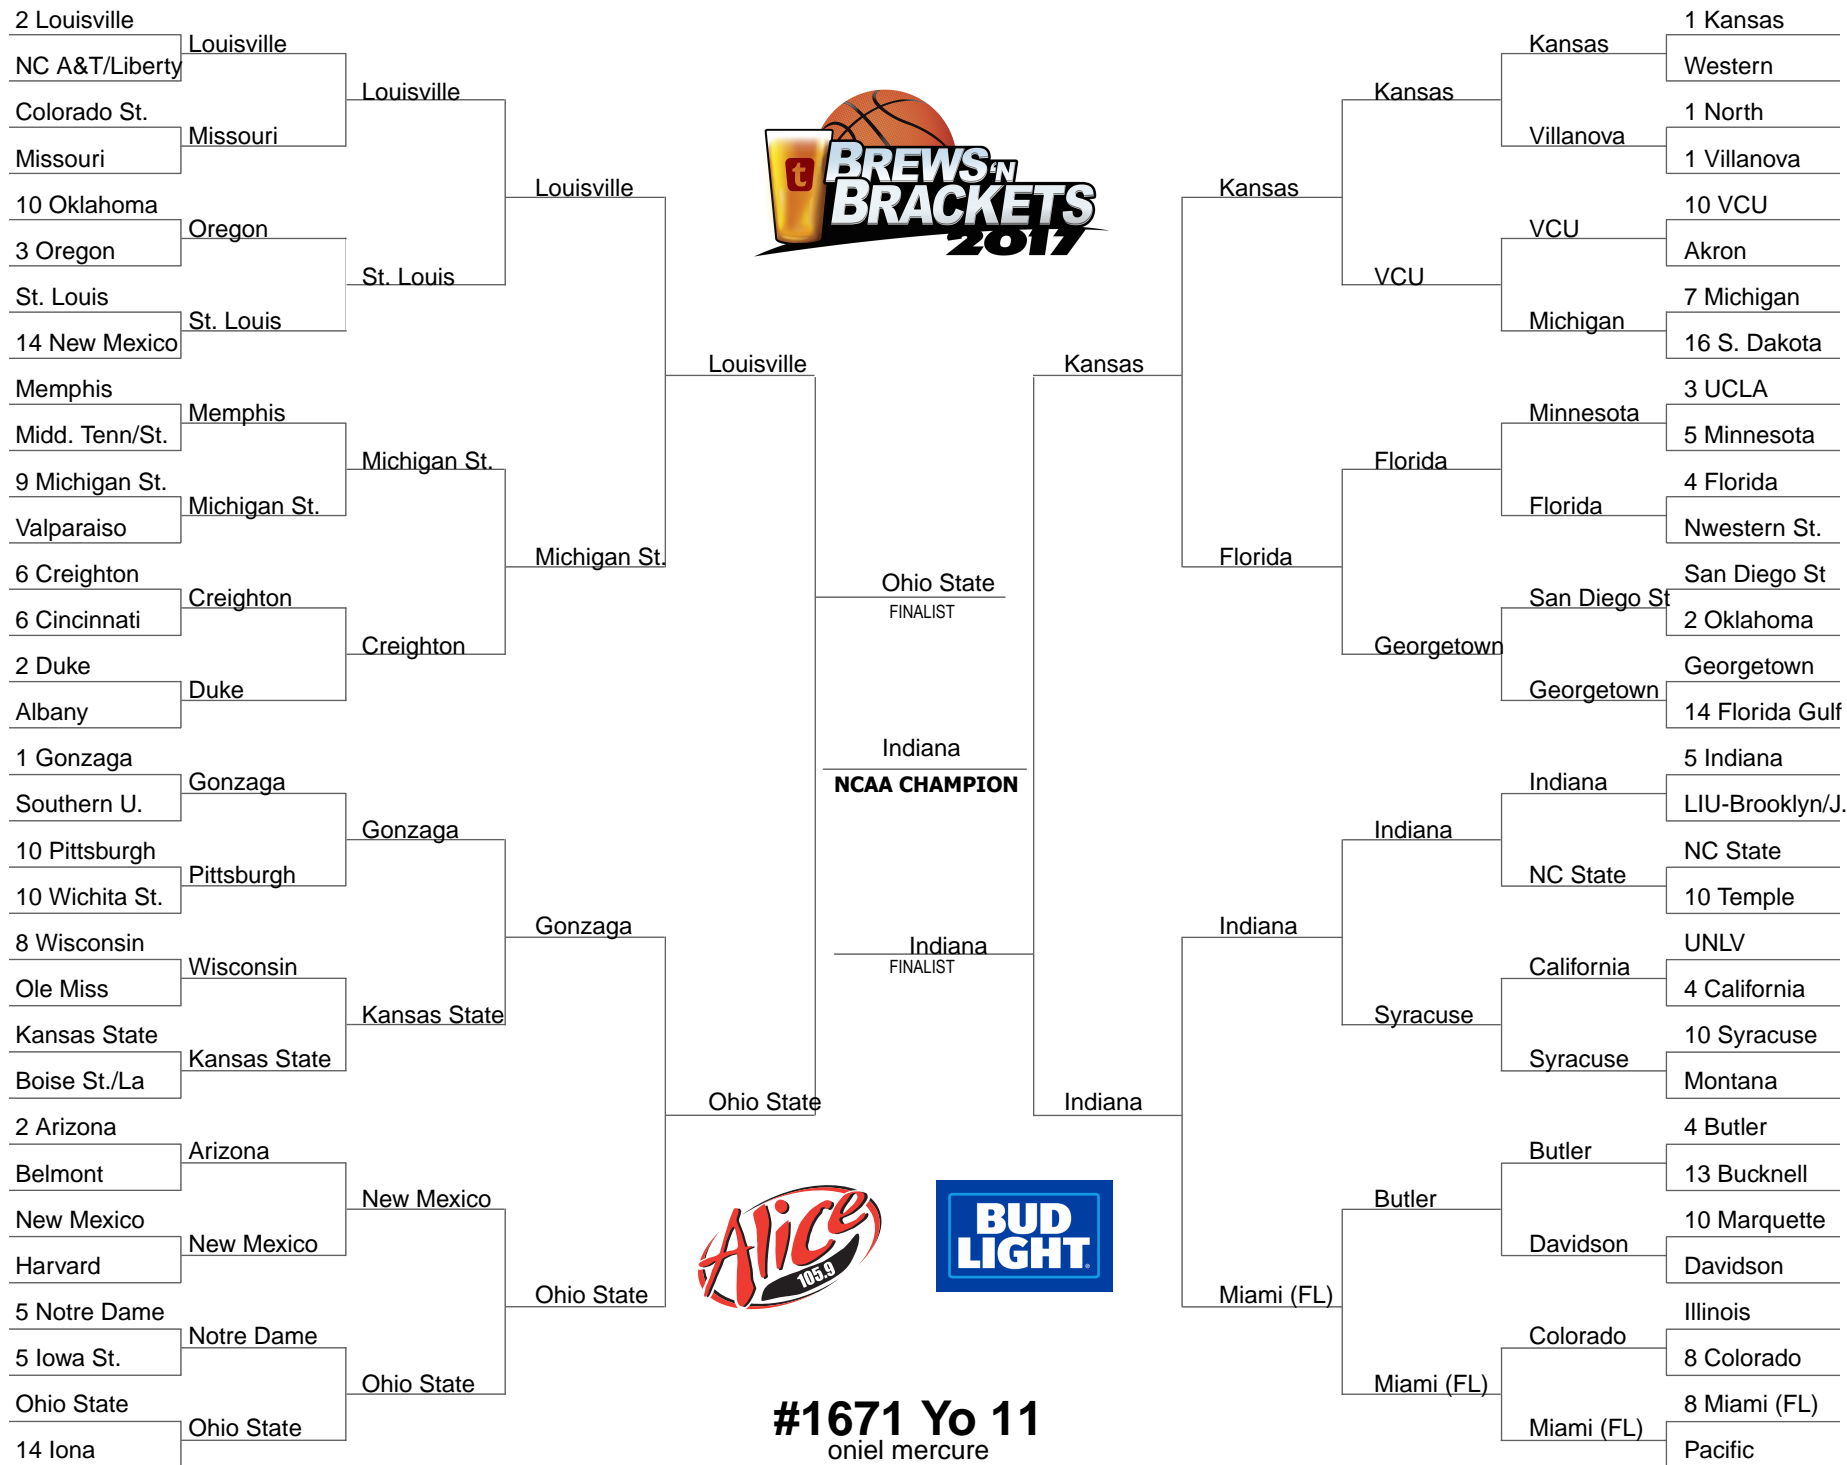 2 Louisville
NC A&T/Liberty
Colorado St.
Missouri
10 Oklahoma
3 Oregon
St. Louis
14 New Mexico
Memphis
Midd. Tenn/St.
9 Michigan St.
Valparaiso
6 Creighton
6 Cincinnati
2 Duke
Albany
1 Gonzaga
Southern U.
10 Pittsburgh
10 Wichita St.
8 Wisconsin
Ole Miss
Kansas State
Boise St./La
2 Arizona
Belmont
New Mexico
Harvard
5 Notre Dame
5 Iowa St.
Ohio State
14 Iona
Louisville
Missouri
Oregon
St. Louis
Memphis
Michigan St.
Creighton
Duke
Gonzaga
Pittsburgh
Wisconsin
Kansas State
Arizona
New Mexico
Notre Dame
Ohio State
Louisville
St. Louis
Michigan St.
Creighton
Gonzaga
Kansas State
New Mexico
Ohio State
Louisville
Michigan St.
Gonzaga
Ohio State
Louisville
Ohio State
t
BREWS 'N
BRACKETS
2017
Ohio State
FINALIST
Indiana
NCAA CHAMPION
Indiana
FINALIST
Alice
105.9
BUD
LIGHT
#1671 Yo 11
oniel mercure
Kansas
Indiana
Kansas
Florida
Indiana
Miami (FL)
Kansas
VCU
Florida
Georgetown
Indiana
Syracuse
Butler
Miami (FL)
Kansas
Villanova
VCU
Michigan
Minnesota
Florida
San Diego St
Georgetown
Indiana
NC State
California
Syracuse
Butler
Davidson
Colorado
Miami (FL)
1 Kansas
Western
1 North
1 Villanova
10 VCU
Akron
7 Michigan
16 S. Dakota
3 UCLA
5 Minnesota
4 Florida
Nwestern St.
San Diego St
2 Oklahoma
Georgetown
14 Florida Gulf
5 Indiana
LIU-Brooklyn/J.
NC State
10 Temple
UNLV
4 California
10 Syracuse
Montana
4 Butler
13 Bucknell
10 Marquette
Davidson
Illinois
8 Colorado
8 Miami (FL)
Pacific